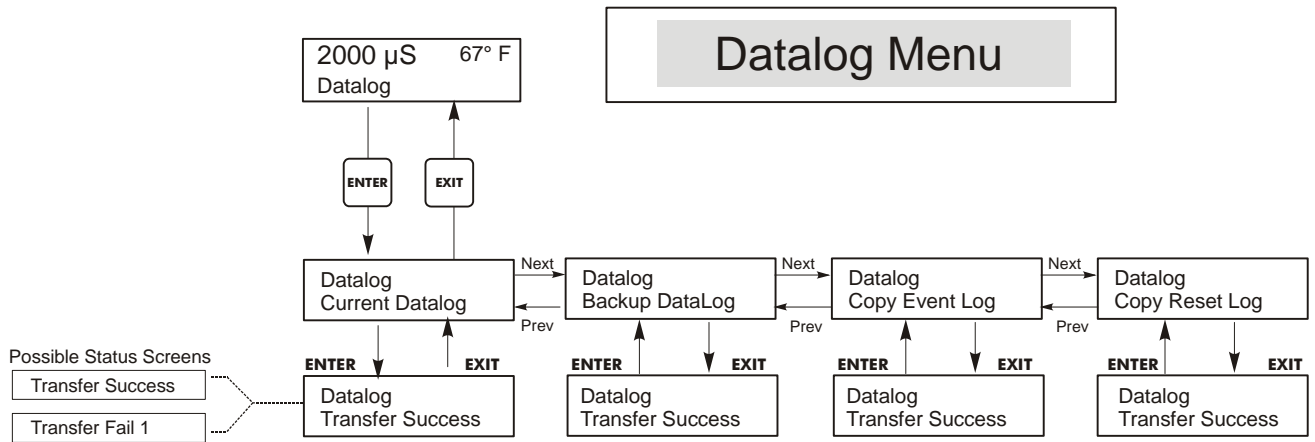 Datalog Menu
2000 µS 67° F
Datalog
ENTER EXIT
Datalog
Current Datalog
Next
Prev
Datalog
Backup DataLog
Next
Prev
Datalog
Copy Event Log
Next
Prev
Datalog
Copy Reset Log
Possible Status Screens
Transfer Success
Transfer Fail 1
ENTER EXIT
Datalog
Transfer Success
ENTER EXIT
Datalog
Transfer Success
ENTER EXIT
Datalog
Transfer Success
ENTER EXIT
Datalog
Transfer Success